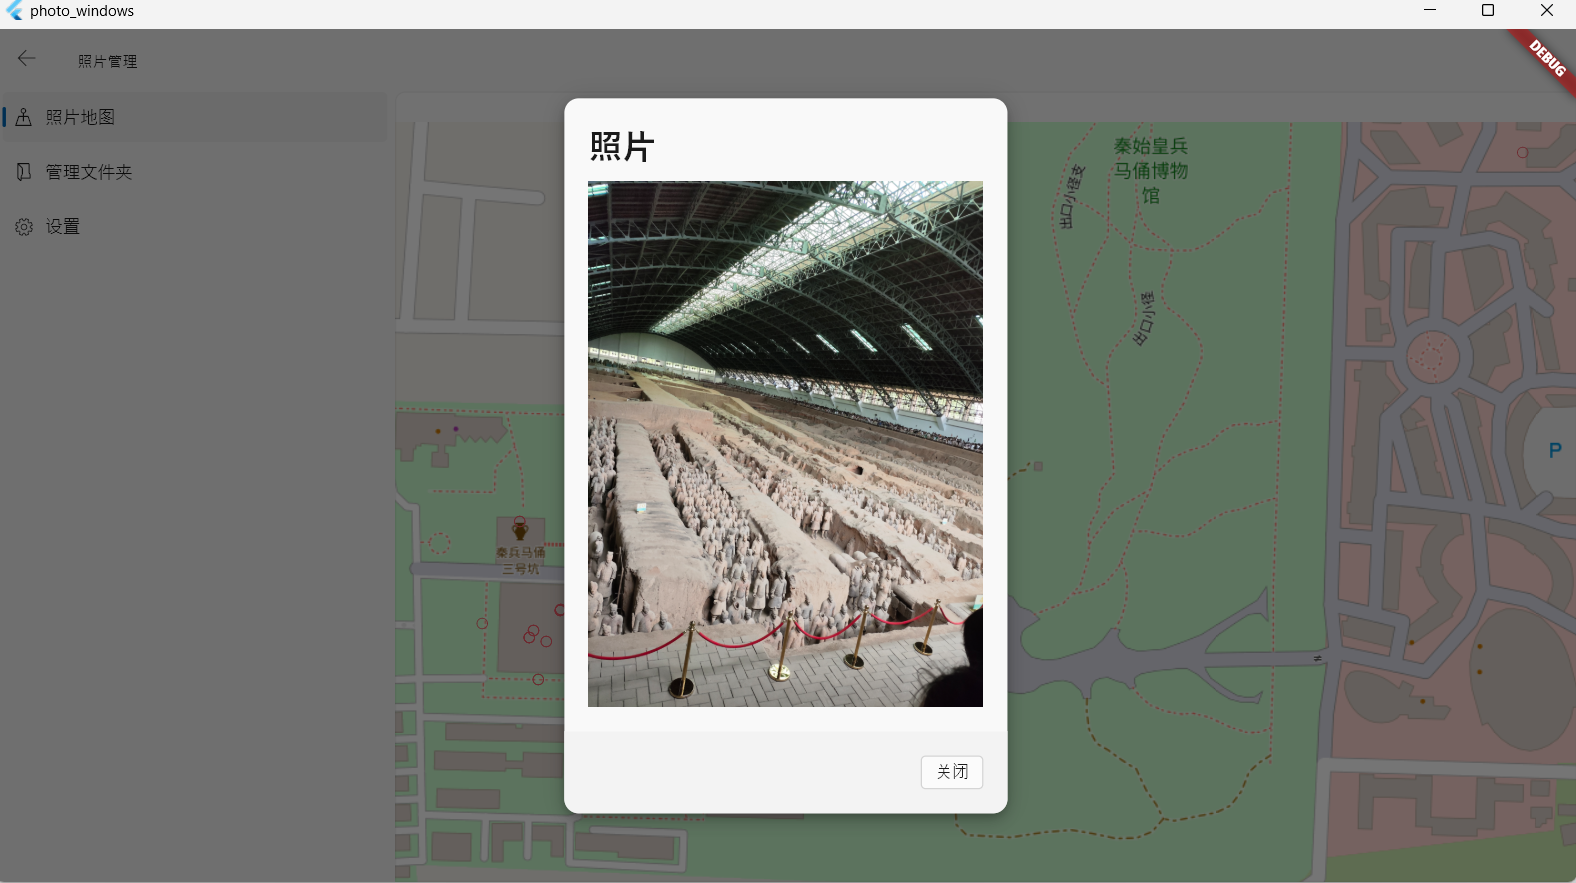 photo_windows
DEBUG
照片管理
照片地图
管理文件夹
设置
照片
关闭
秦始皇兵
马俑博物
馆
出口小径支
出口小径
秦兵马俑
三号坑
P